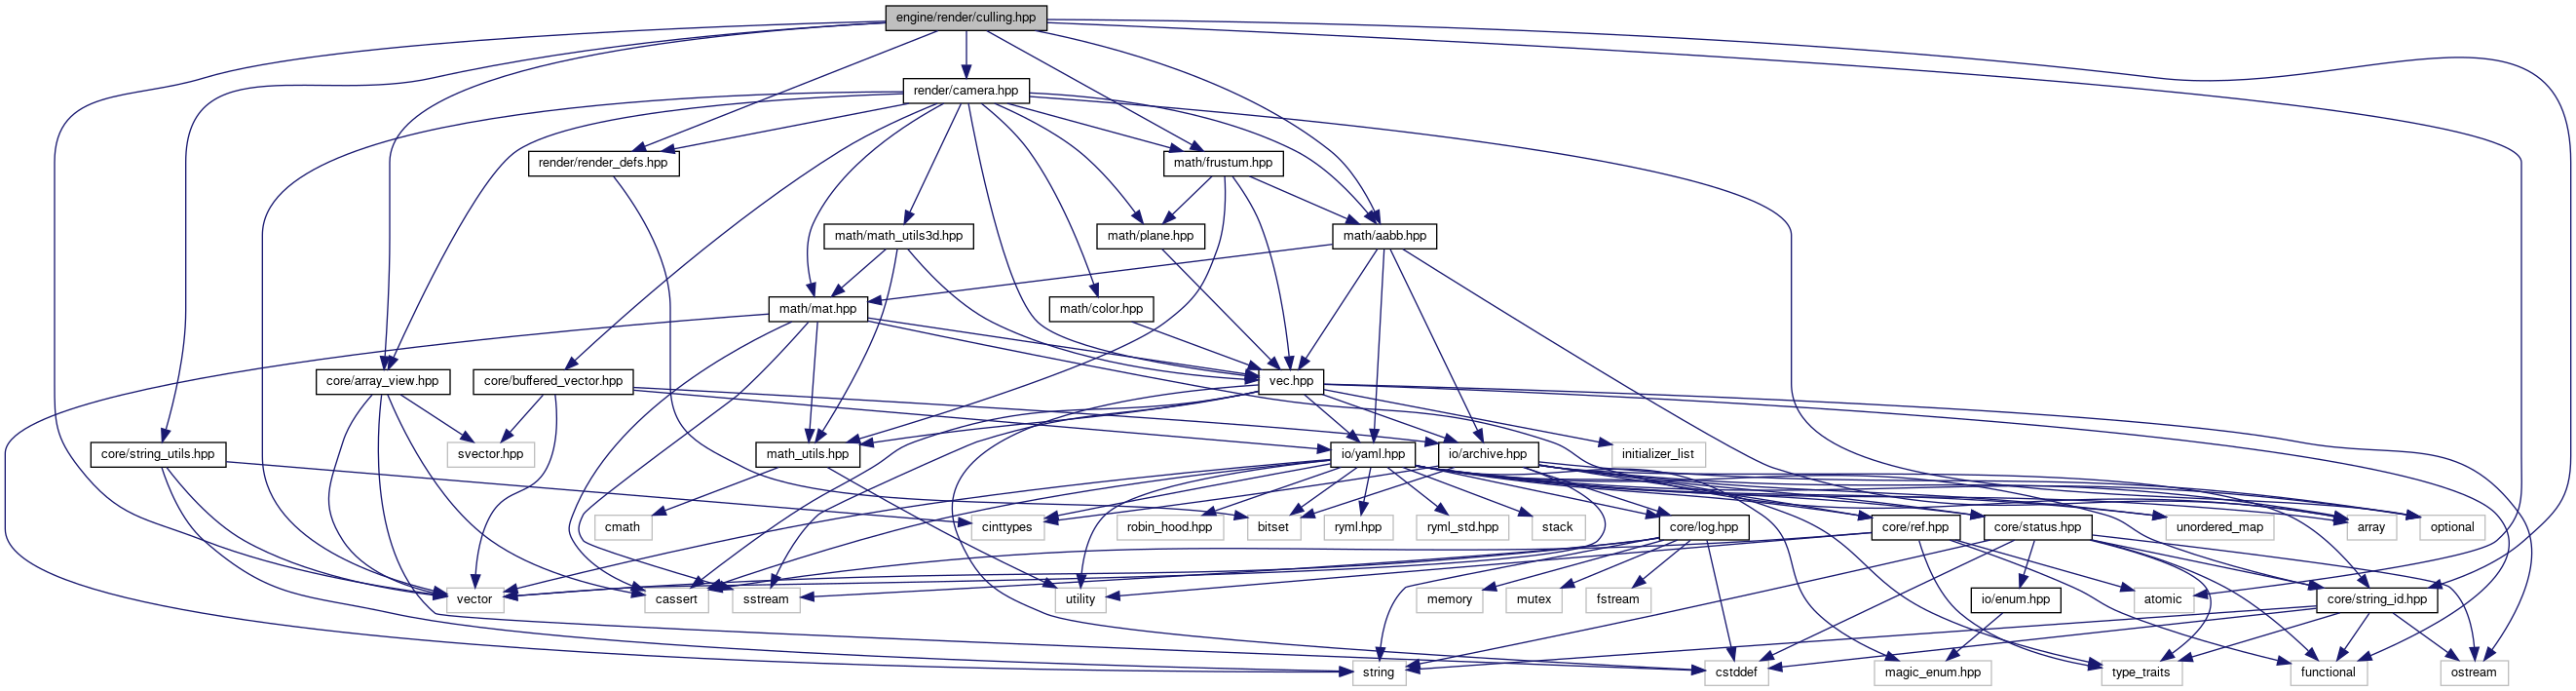 engine/render/culling.hpp
render/camera.hpp
render/render_defs.hpp
math/frustum.hpp
math/math_utils3d.hpp
math/plane.hpp
math/aabb.hpp
math/mat.hpp
math/color.hpp
core/array_view.hpp
core/buffered_vector.hpp
vec.hpp
core/string_utils.hpp
svector.hpp
math_utils.hpp
io/yaml.hpp
io/archive.hpp
initializer_list
cmath
cinttypes
robin_hood.hpp
bitset
ryml.hpp
ryml_std.hpp
stack
core/log.hpp
core/ref.hpp
core/status.hpp
unordered_map
array
optional
vector
cassert
sstream
utility
memory
mutex
fstream
io/enum.hpp
atomic
core/string_id.hpp
string
cstddef
magic_enum.hpp
type_traits
functional
ostream